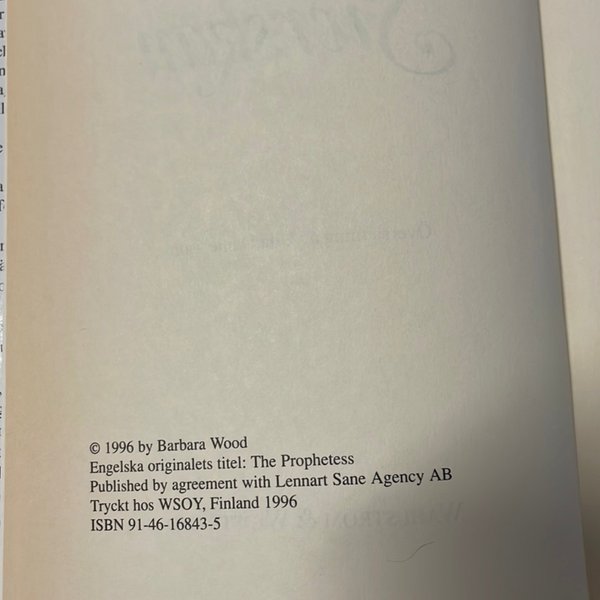 © 1996 by Barbara Wood
Engelska originalets titel: The Prophetess
Published by agreement with Lennart Sane Agency AB
Tryckt hos WSOY, Finland 1996
ISBN 91-46-16843-5